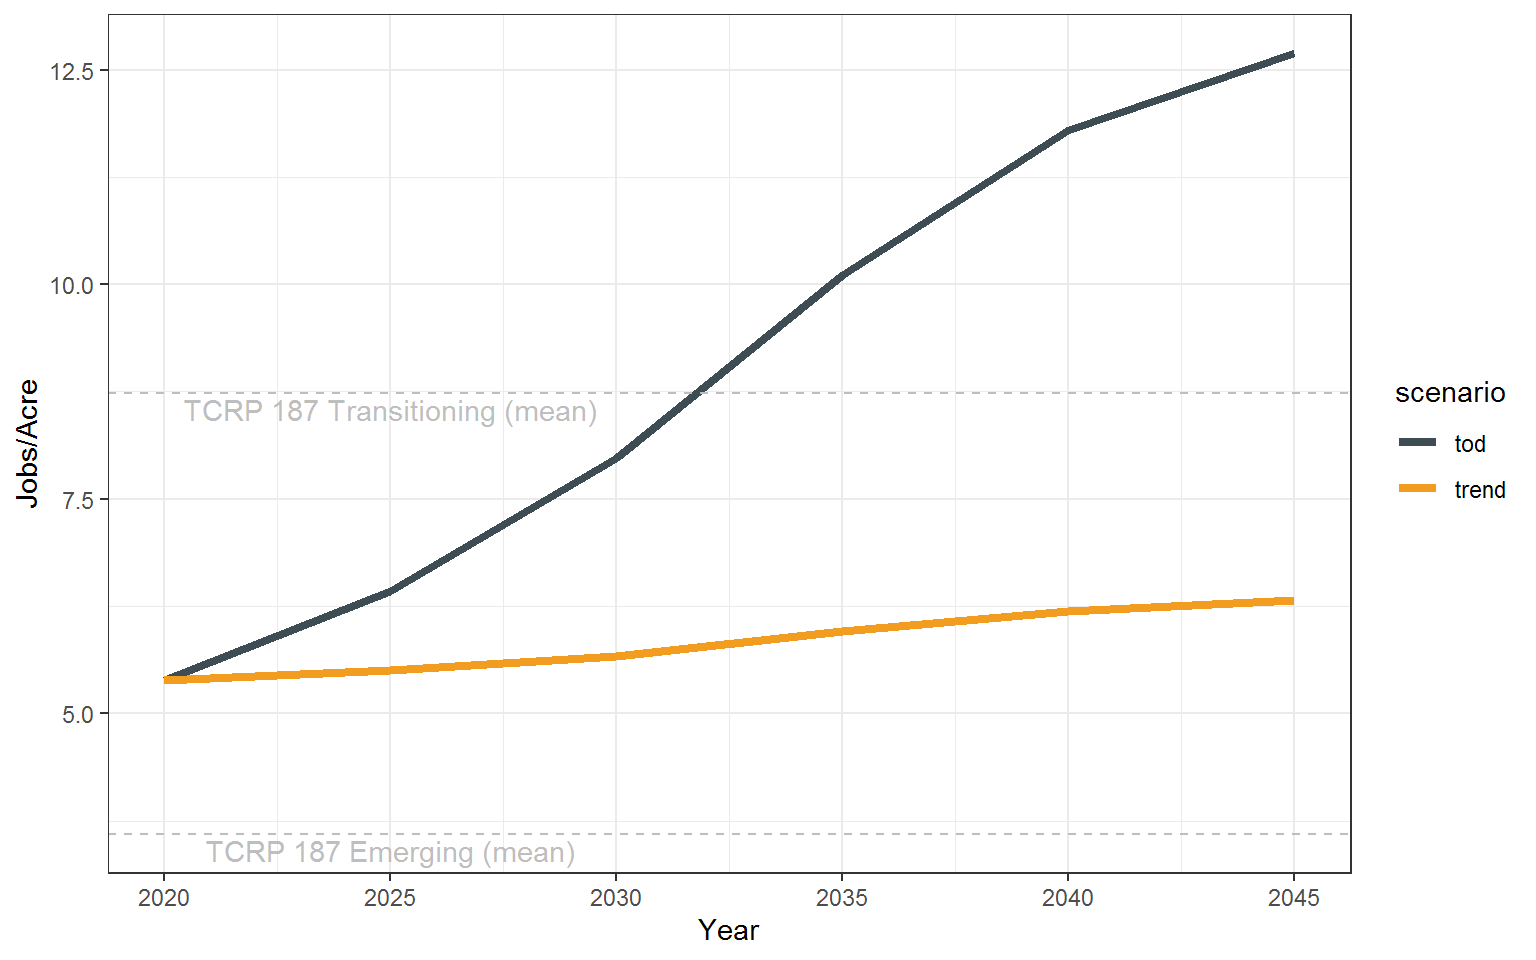 12.5
10.0
7.5
5.0
Jobs/Acre
TCRP 187 Transitioning (mean)
TCRP 187 Emerging (mean)
2020 2025 2030 2035 2040 2045
Year
scenario
tod
trend